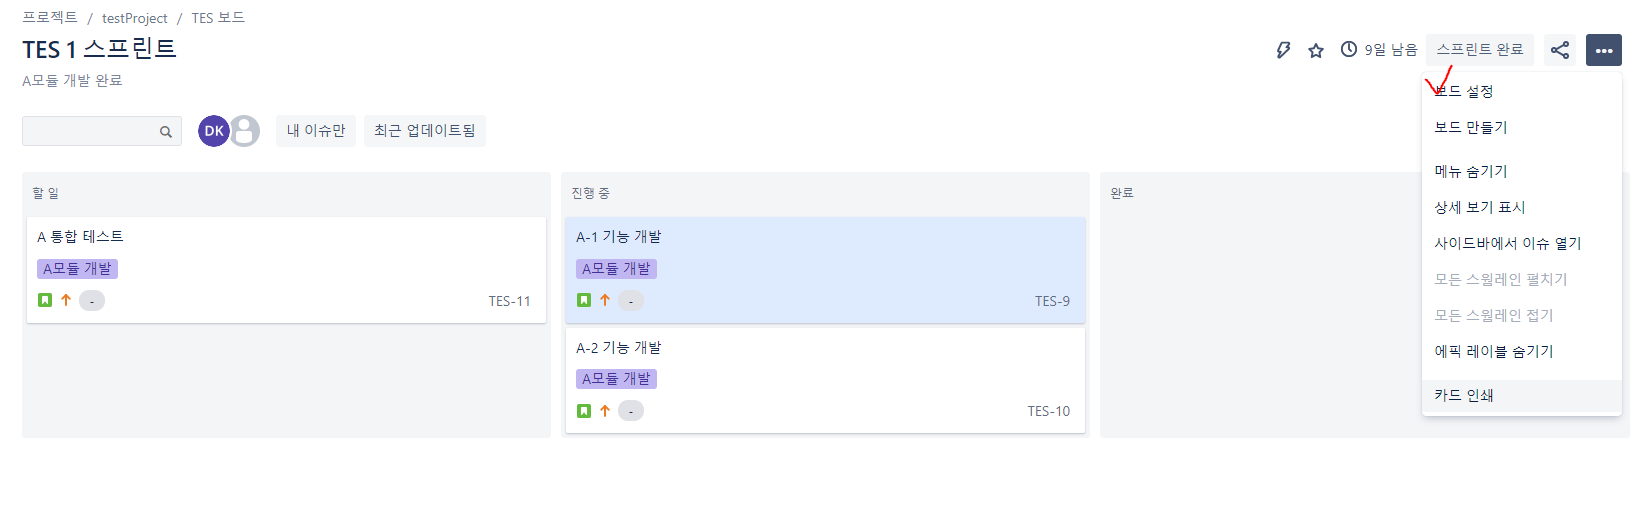 프로젝트 / testProject / TES 보드
TES 1 스프린트
9일 남음
스프린트 완료
A모듈 개발 완료
DK
내 이슈만
최근 업데이트됨
보드 설정
보드 만들기
메뉴 숨기기
상세 보기 표시
사이드바에서 이슈 열기
모든 스윔레인 펼치기
모든 스윔레인 접기
에픽 레이블 숨기기
카드 인쇄
할 일
A 통합 테스트
A모듈 개발
-
TES-11
진행 중
A-1 기능 개발
A모듈 개발
-
TES-9
A-2 기능 개발
A모듈 개발
-
TES-10
완료